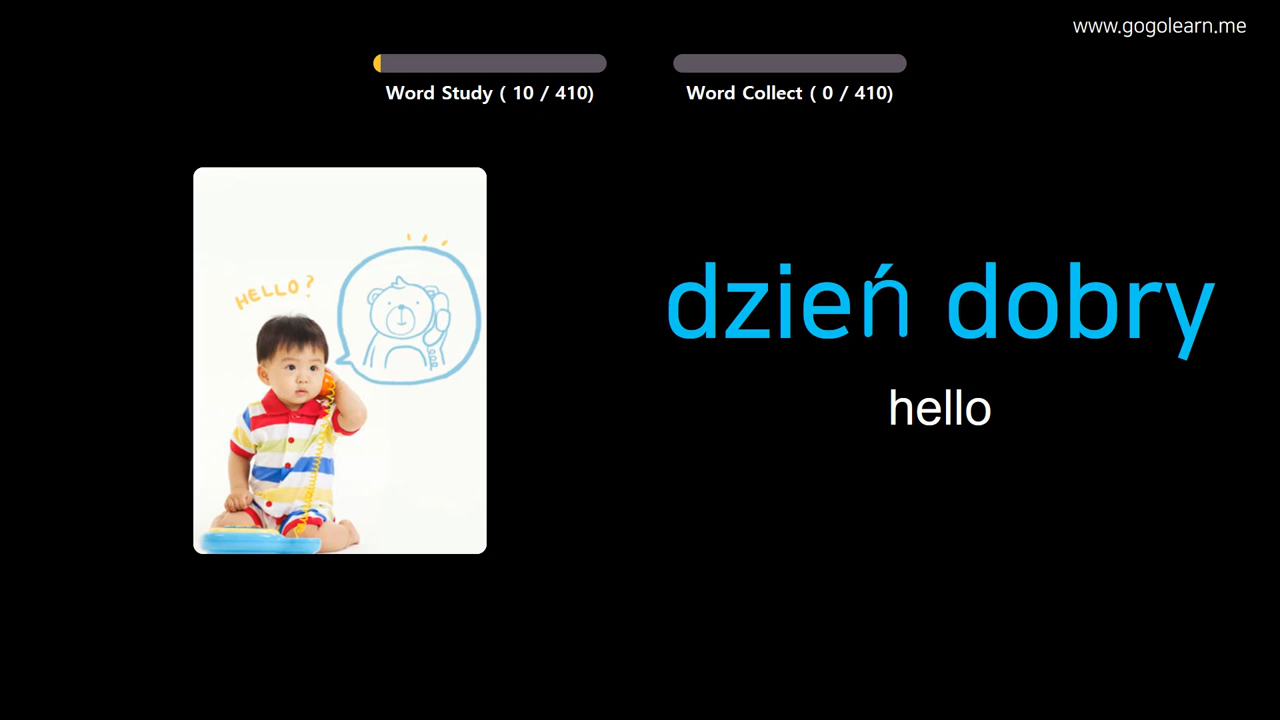 www.gogolearn.me
Word Study ( 10 / 410)
Word Collect ( 0 / 410)
HELLO?
dzień dobry
hello